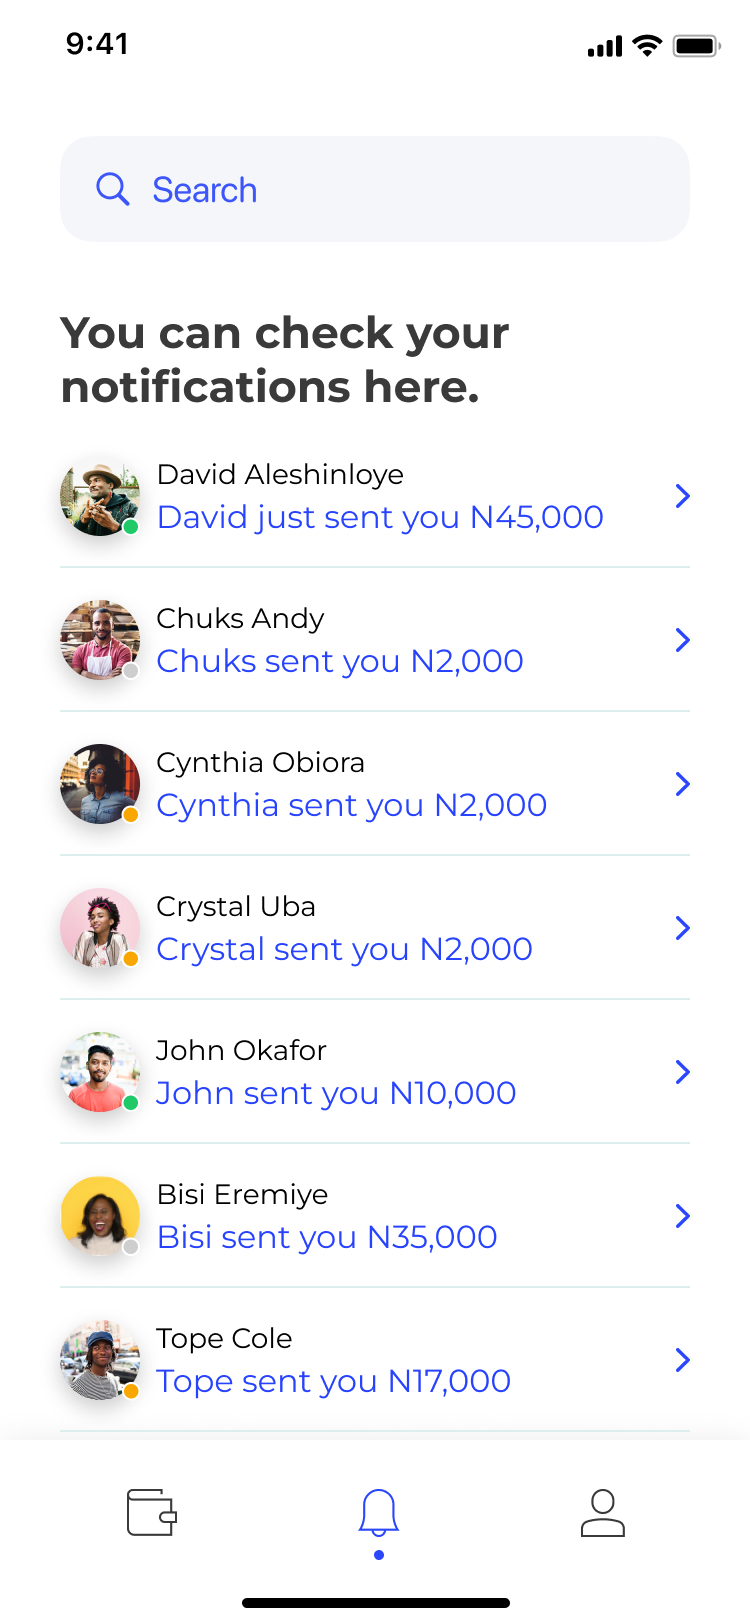 9:41
Search
You can check your
notifications here.
David Aleshinloye
David just sent you N45,000
Chuks Andy
Chuks sent you N2,000
Cynthia Obiora
Cynthia sent you N2,000
Crystal Uba
Crystal sent you N2,000
John Okafor
John sent you N10,000
Bisi Eremiye
Bisi sent you N35,000
Tope Cole
Tope sent you N17,000